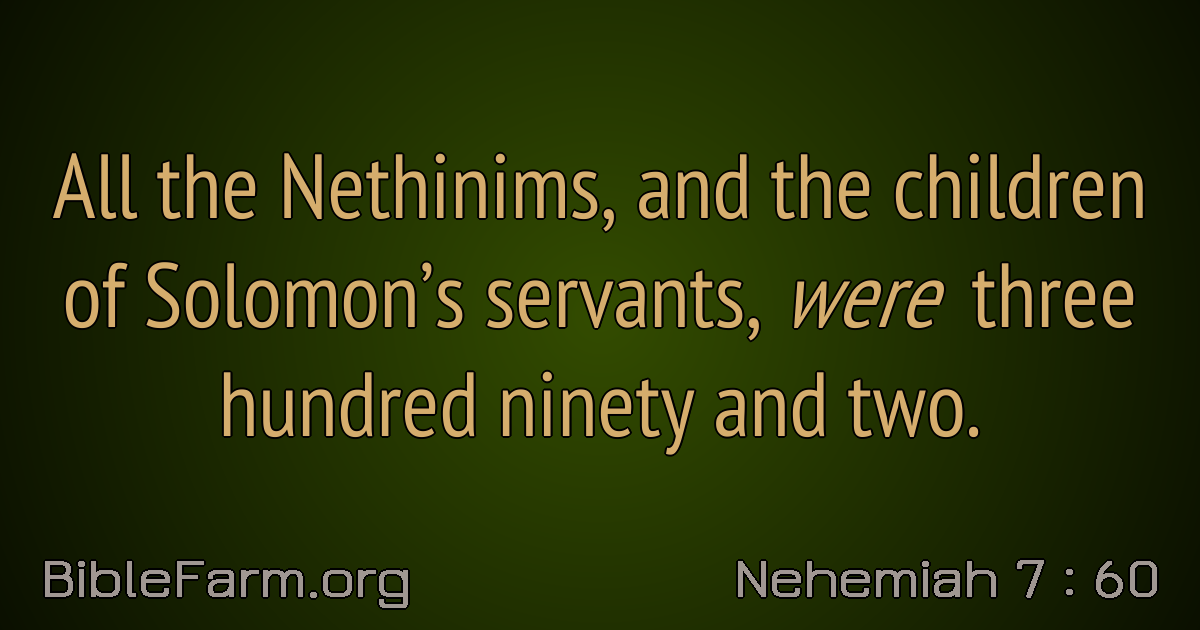 All the Nethinims, and the children
of Solomon’s servants, were three
hundred ninety and two.
BibleFarm.org
Nehemiah 7 : 60